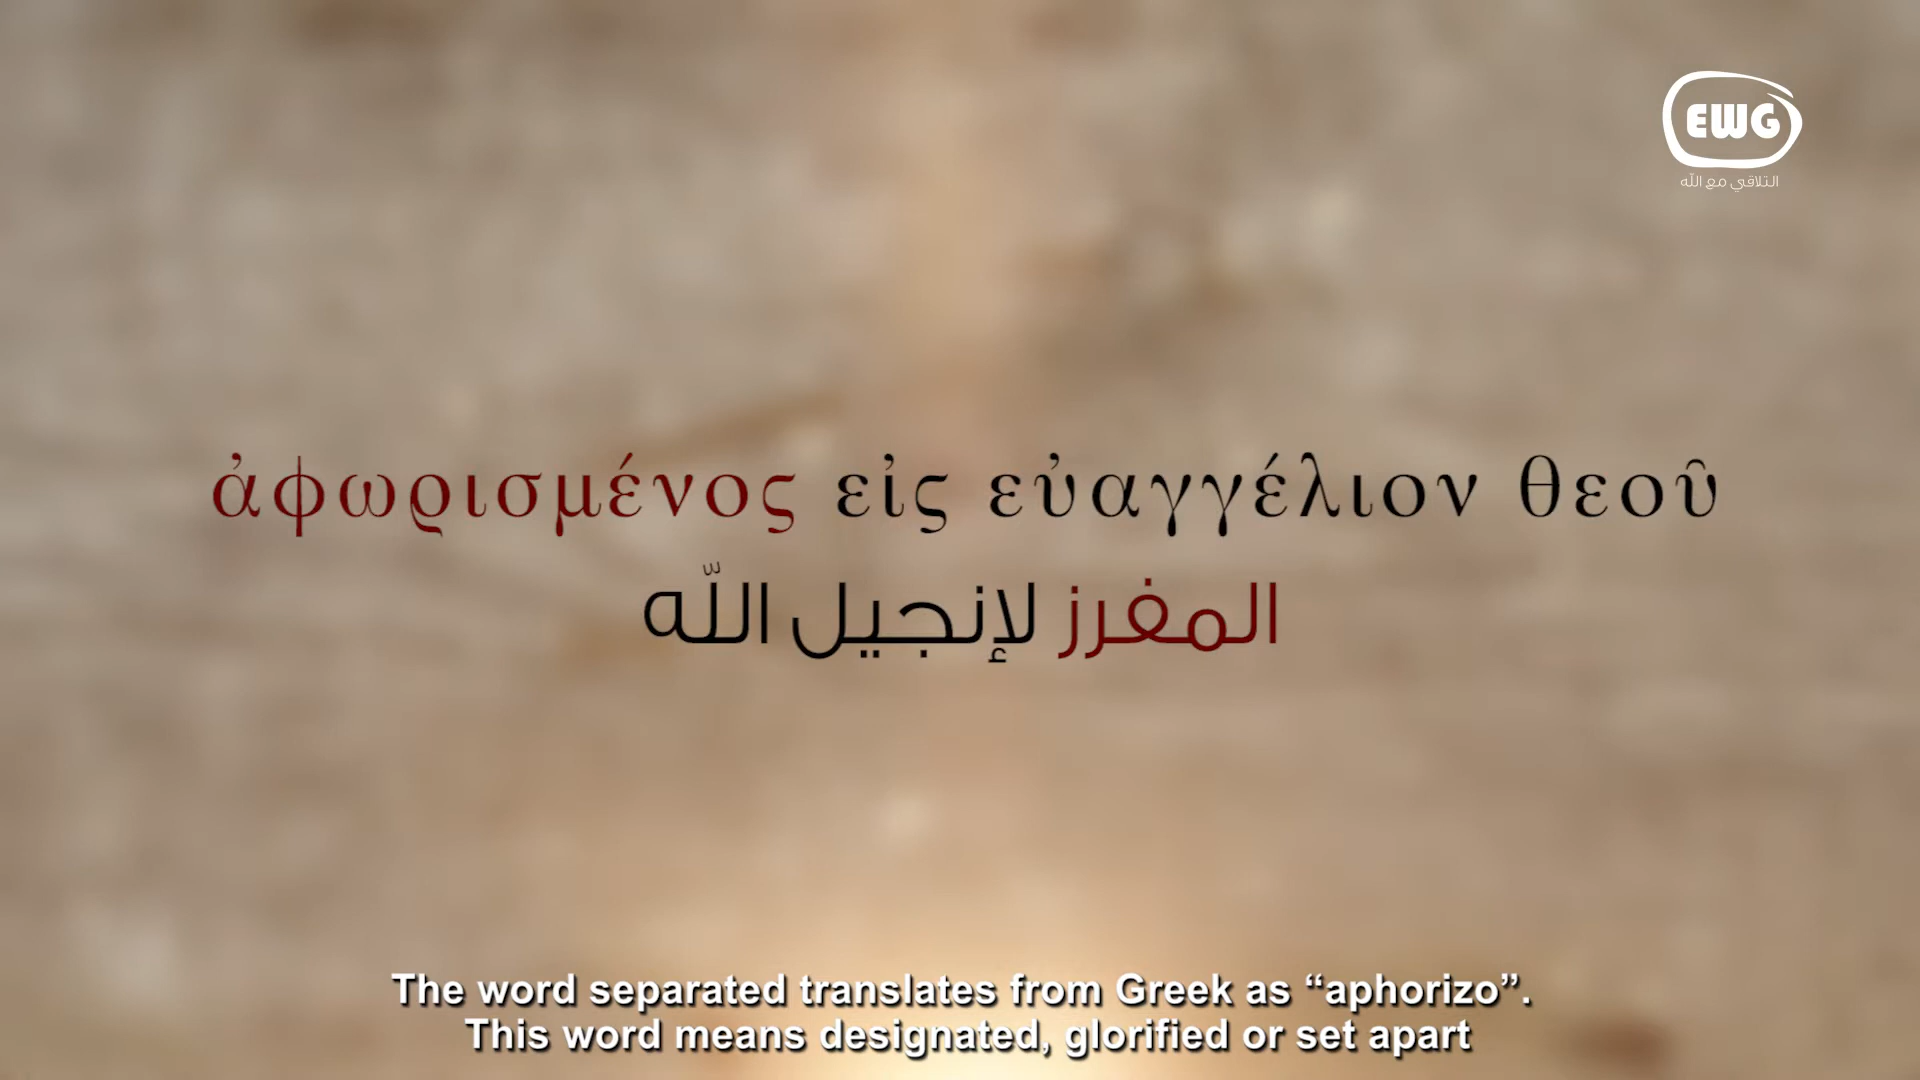 EWG
التلاقي مع الله
ἀφωρισμένος εἰς εὐαγγέλιον θεοῦ
المفرز لإنجيل اللّه
The word separated translates from Greek as “aphorizo”.
This word means designated, glorified or set apart